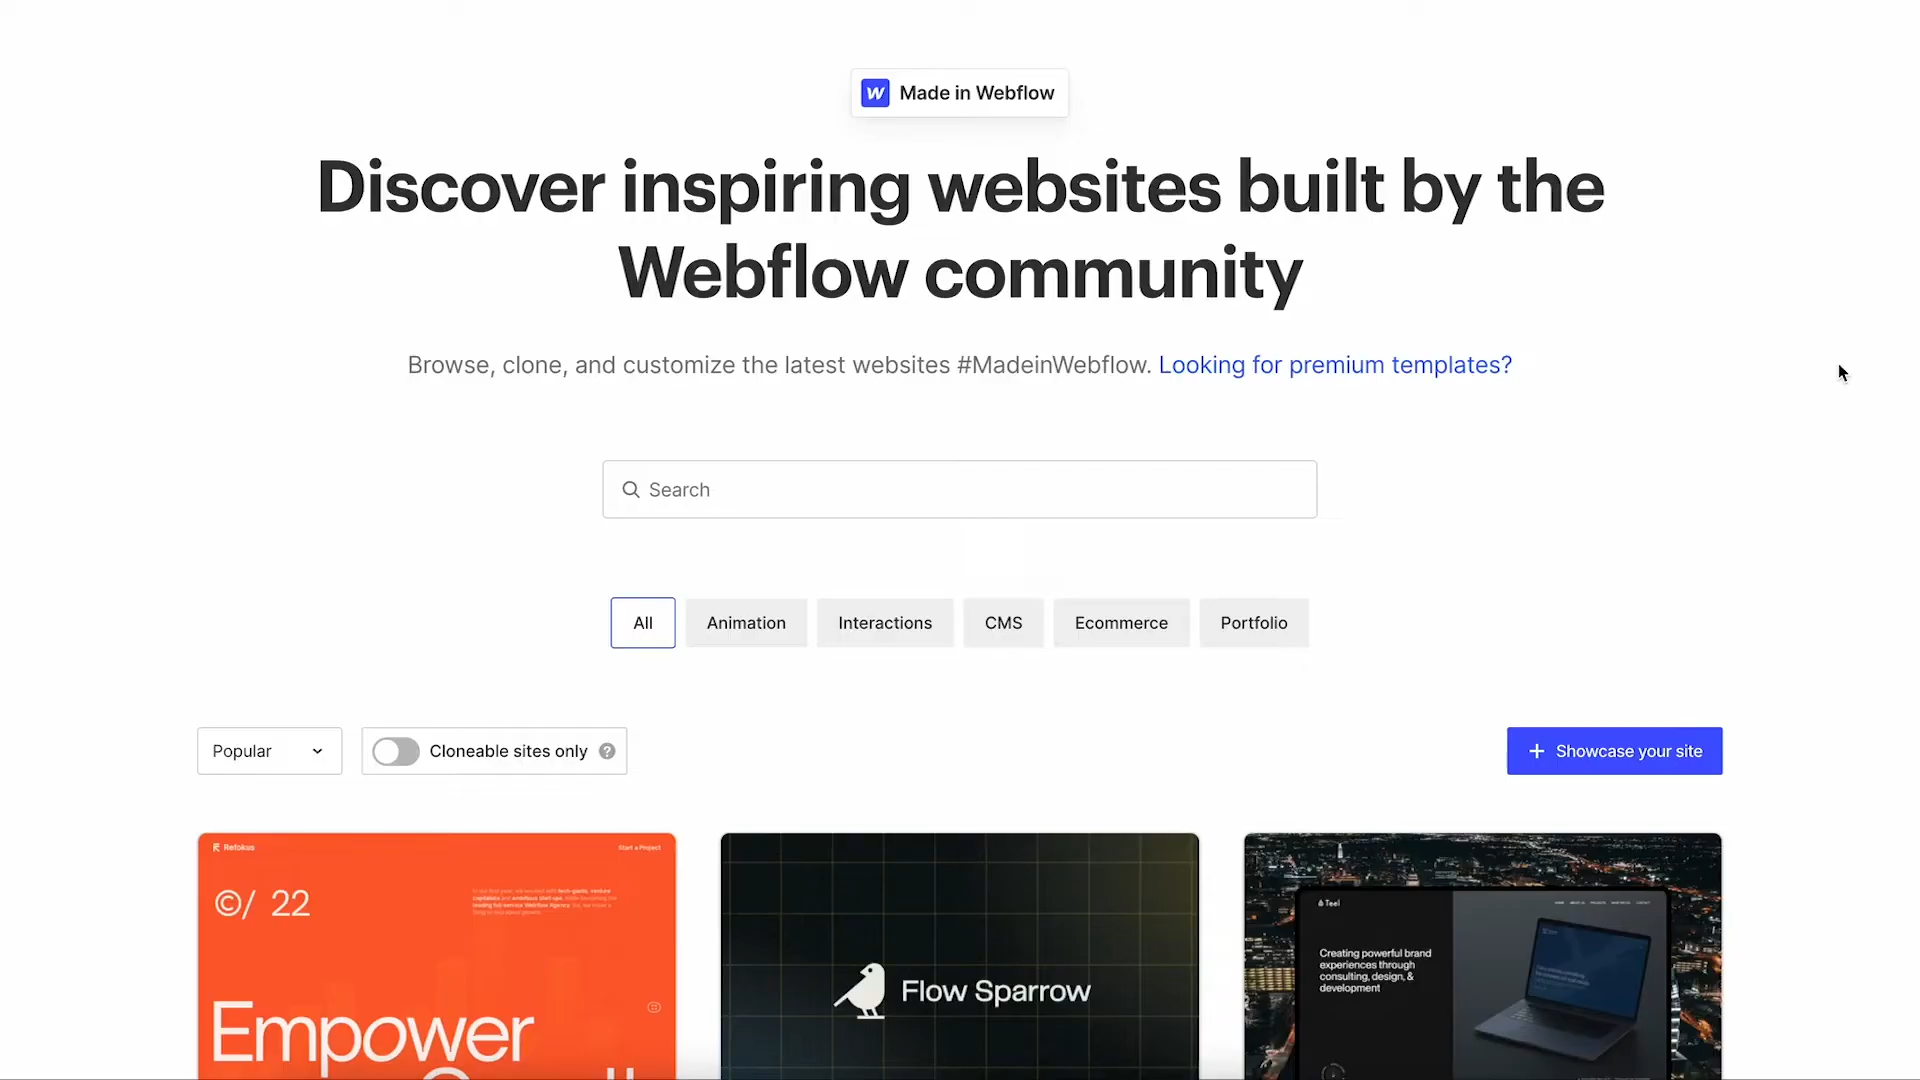 Made in Webflow
Discover inspiring websites built by the
Webflow community
Browse, clone, and customize the latest websites #MadeinWebflow. Looking for premium templates?
Search
All
Animation
Interactions
CMS
Ecommerce
Portfolio
Popular
Cloneable sites only
Showcase your site
Refokus
Start a Project
©/ 22
Empower
Flow Sparrow
Teel
Creating powerful brand
experiences through
consulting, design, &
development